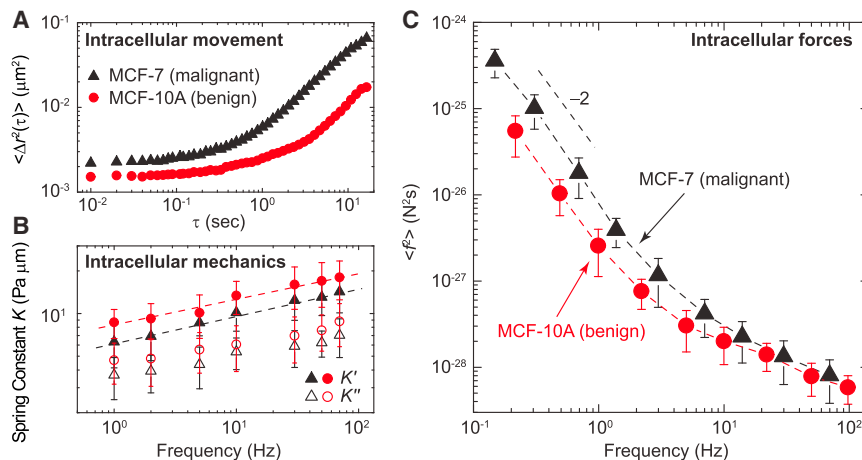 A
Intracellular movement
MCF-7 (malignant)
MCF-10A (benign)
<Δr²(τ)> (μm²)
10⁻¹
10⁻²
10⁻³
10⁻² 10⁻¹ 10⁰ 10¹
τ (sec)
B
Intracellular mechanics
Spring Constant K (Pa μm)
10¹
K'
K"
10⁰ 10¹ 10²
Frequency (Hz)
C
Intracellular forces
<f²> (N²s)
10⁻²⁴
10⁻²⁵
10⁻²⁶
10⁻²⁷
10⁻²⁸
–2
MCF-7 (malignant)
MCF-10A (benign)
10⁻¹ 10⁰ 10¹ 10²
Frequency (Hz)